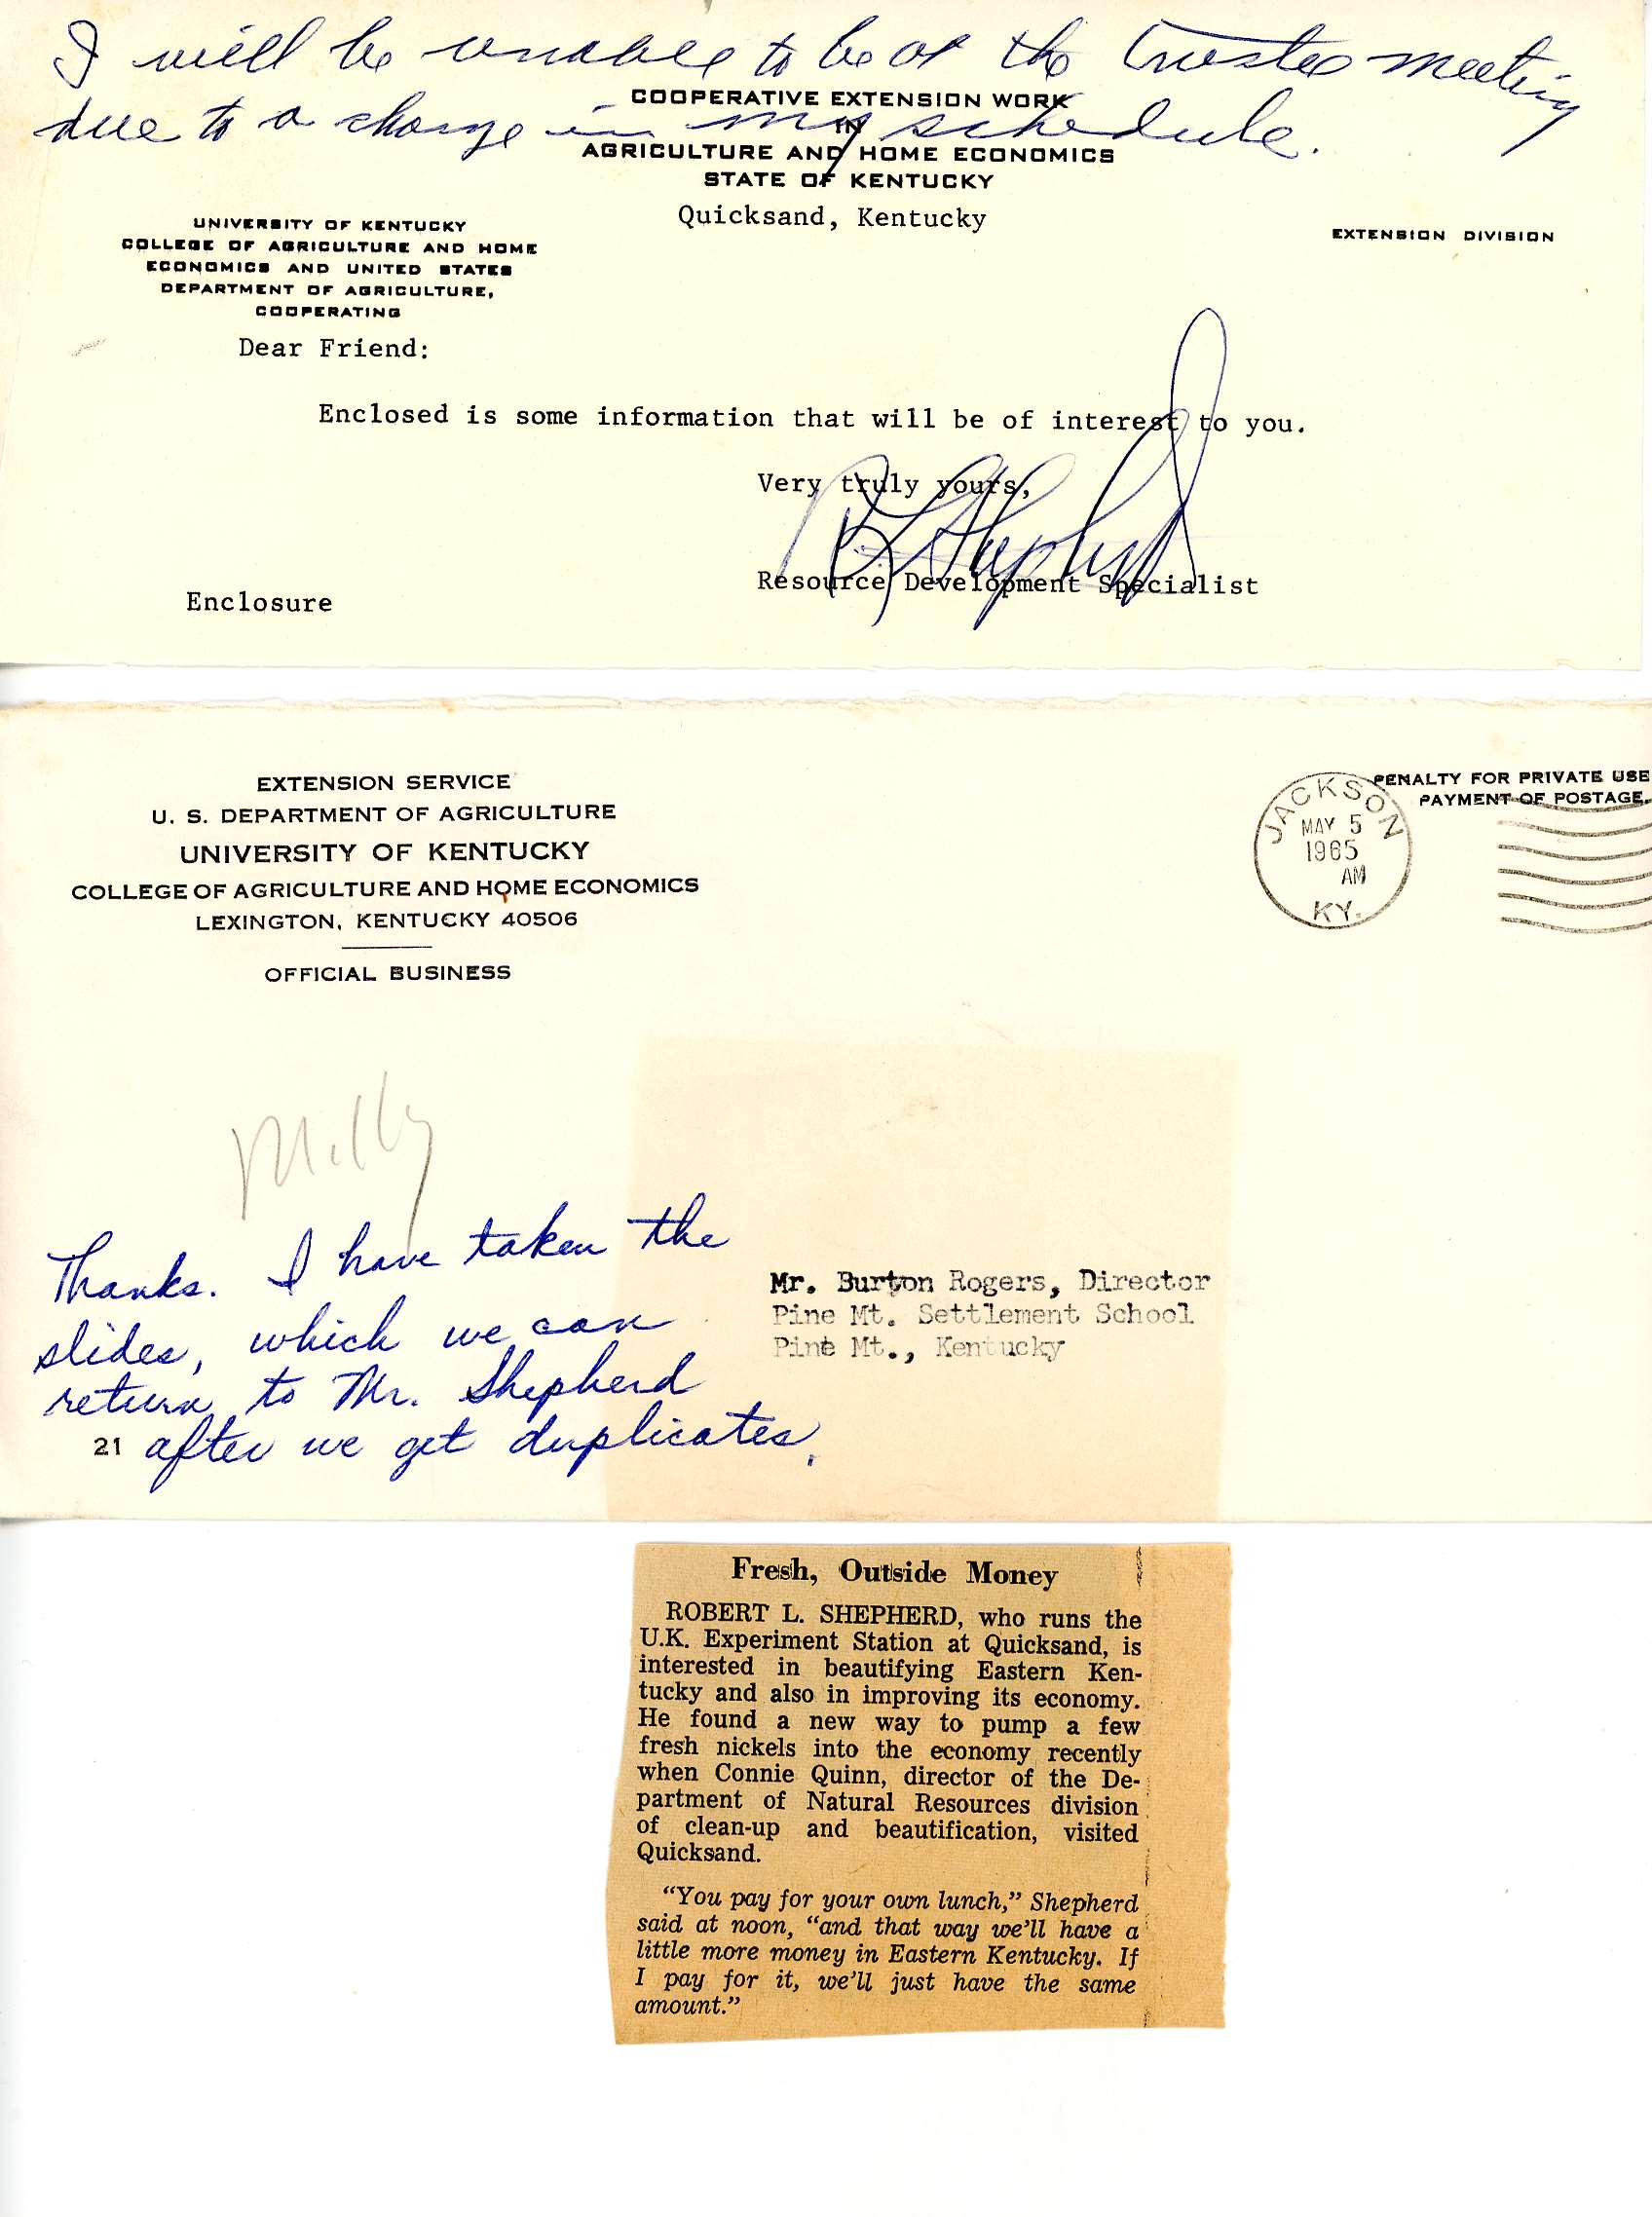 I will be unable to be at the trustee meeting
due to a change in my schedule.
COOPERATIVE EXTENSION WORK
IN
AGRICULTURE AND HOME ECONOMICS
STATE OF KENTUCKY
Quicksand, Kentucky
UNIVERSITY OF KENTUCKY
COLLEGE OF AGRICULTURE AND HOME
ECONOMICS AND UNITED STATES
DEPARTMENT OF AGRICULTURE,
COOPERATING
EXTENSION DIVISION
Dear Friend:
Enclosed is some information that will be of interest to you.
Very truly yours,
R L Shepherd
Resource Development Specialist
Enclosure
EXTENSION SERVICE
U. S. DEPARTMENT OF AGRICULTURE
UNIVERSITY OF KENTUCKY
COLLEGE OF AGRICULTURE AND HOME ECONOMICS
LEXINGTON, KENTUCKY 40506
OFFICIAL BUSINESS
PENALTY FOR PRIVATE USE
PAYMENT OF POSTAGE,
JACKSON
MAY 5
1965
AM
KY.
Milly
Thanks. I have taken the
slides, which we can
return to Mr. Shepherd
after we get duplicates.
21
Mr. Burton Rogers, Director
Pine Mt. Settlement School
Pine Mt., Kentucky
Fresh, Outside Money
ROBERT L. SHEPHERD, who runs the
U.K. Experiment Station at Quicksand, is
interested in beautifying Eastern Ken-
tucky and also in improving its economy.
He found a new way to pump a few
fresh nickels into the economy recently
when Connie Quinn, director of the De-
partment of Natural Resources division
of clean-up and beautification, visited
Quicksand.
"You pay for your own lunch," Shepherd
said at noon, "and that way we'll have a
little more money in Eastern Kentucky. If
I pay for it, we'll just have the same
amount."